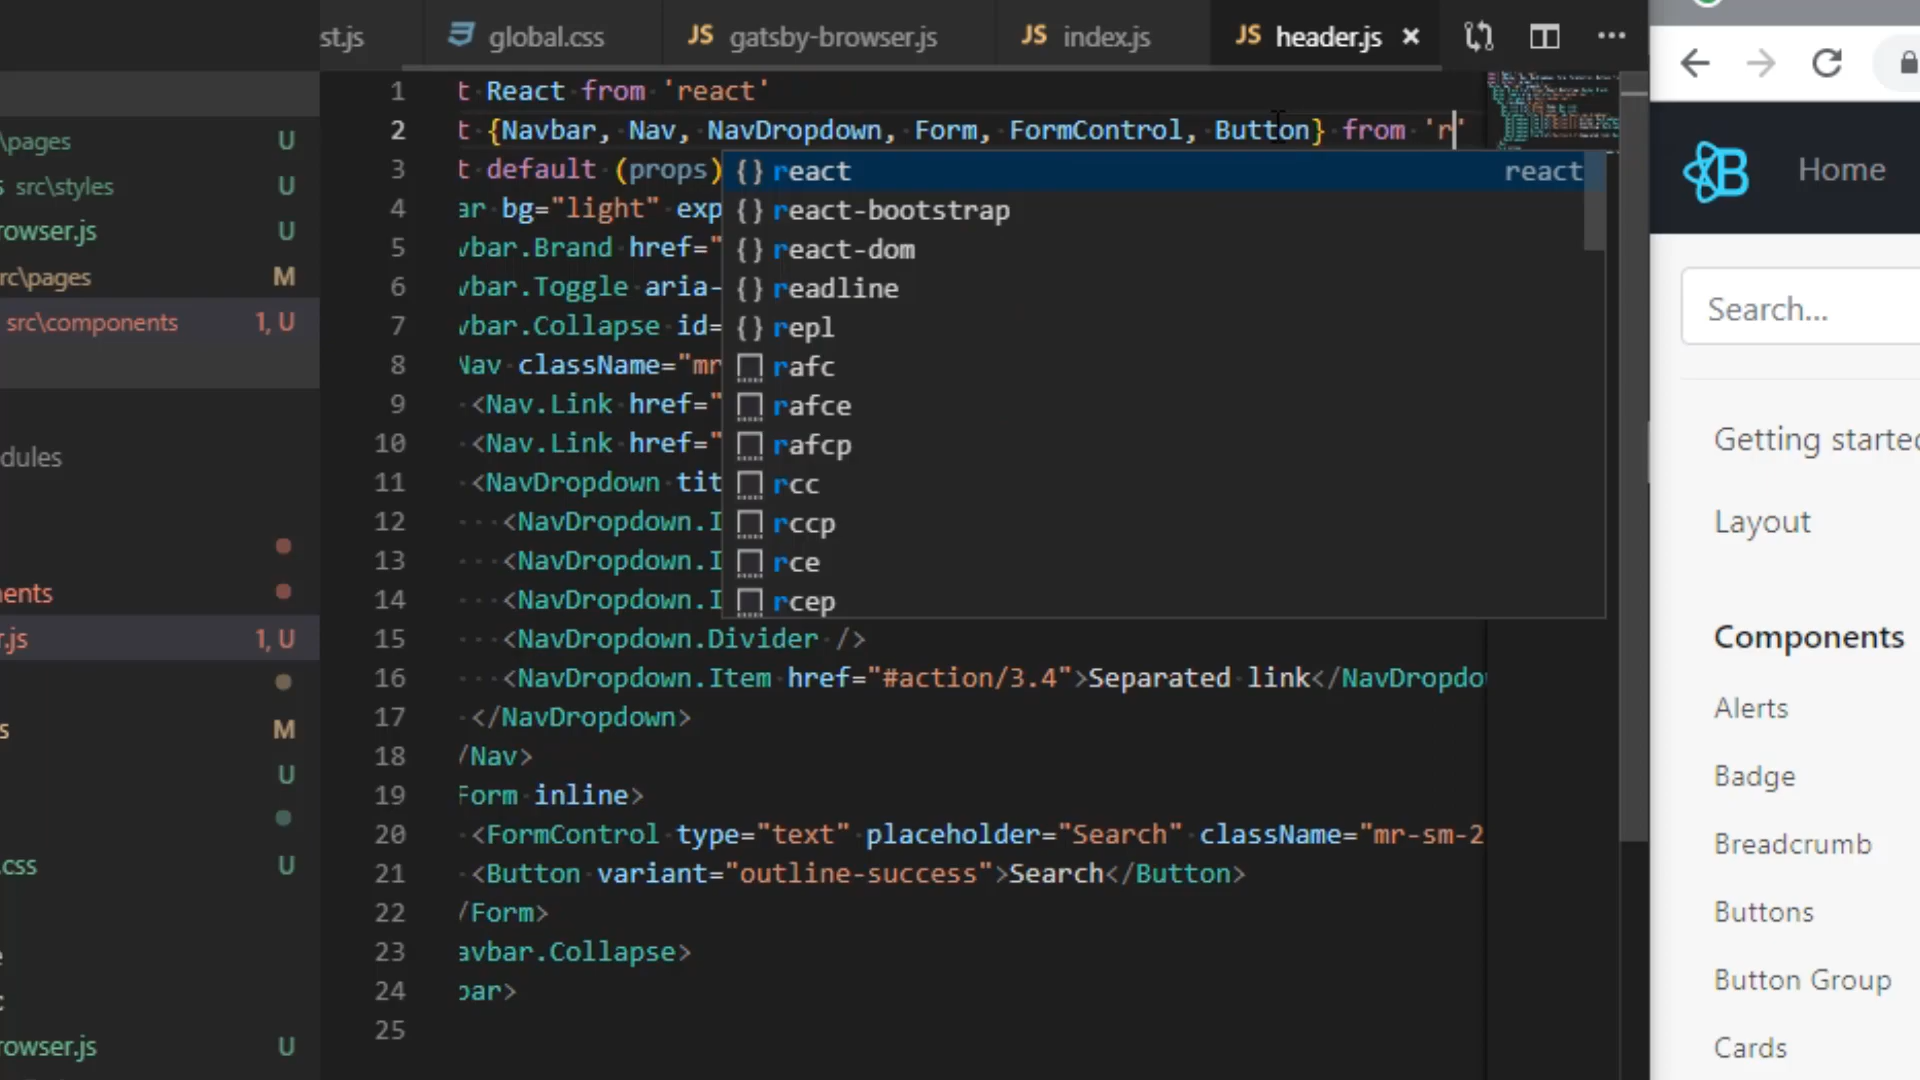 st.js global.css JS gatsby-browser.js JS index.js JS header.js ×
1 t React from 'react'
2 t {Navbar, Nav, NavDropdown, Form, FormControl, Button} from 'r'
3 t default (props)
4 ar bg="light" exp
5 vbar.Brand href="
6 vbar.Toggle aria-
7 vbar.Collapse id=
8 Nav className="mr
9 <Nav.Link href="
10 <Nav.Link href="
11 <NavDropdown tit
12 <NavDropdown.I
13 <NavDropdown.I
14 <NavDropdown.I
15 <NavDropdown.Divider />
16 <NavDropdown.Item href="#action/3.4">Separated link</NavDropdo
17 </NavDropdown>
18 /Nav>
19 Form inline>
20 <FormControl type="text" placeholder="Search" className="mr-sm-2
21 <Button variant="outline-success">Search</Button>
22 /Form>
23 avbar.Collapse>
24 bar>
25
{} react react
{} react-bootstrap
{} react-dom
{} readline
{} repl
rafc
rafce
rafcp
rcc
rccp
rce
rcep
\pages U
s src\styles U
owser.js U
rc\pages M
src\components 1, U
dules
ents
r.js 1, U
s M
U
.css U
e
owser.js U
B Home
Search...
Getting started
Layout
Components
Alerts
Badge
Breadcrumb
Buttons
Button Group
Cards